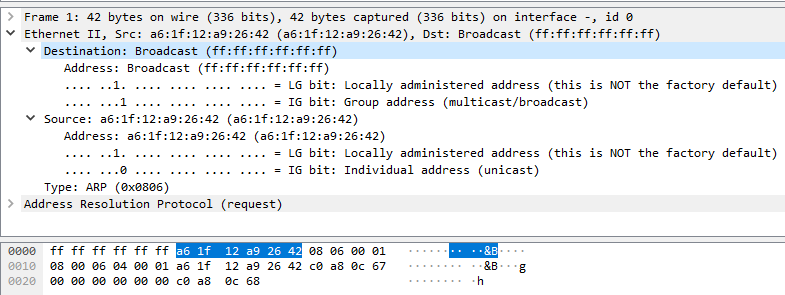 Frame 1: 42 bytes on wire (336 bits), 42 bytes captured (336 bits) on interface -, id 0
Ethernet II, Src: a6:1f:12:a9:26:42 (a6:1f:12:a9:26:42), Dst: Broadcast (ff:ff:ff:ff:ff:ff)
Destination: Broadcast (ff:ff:ff:ff:ff:ff)
Address: Broadcast (ff:ff:ff:ff:ff:ff)
.... ..1. .... .... .... .... = LG bit: Locally administered address (this is NOT the factory default)
.... ...1 .... .... .... .... = IG bit: Group address (multicast/broadcast)
Source: a6:1f:12:a9:26:42 (a6:1f:12:a9:26:42)
Address: a6:1f:12:a9:26:42 (a6:1f:12:a9:26:42)
.... ..1. .... .... .... .... = LG bit: Locally administered address (this is NOT the factory default)
.... ...0 .... .... .... .... = IG bit: Individual address (unicast)
Type: ARP (0x0806)
Address Resolution Protocol (request)
0000 ff ff ff ff ff ff a6 1f 12 a9 26 42 08 06 00 01 ········ ··&B····
0010 08 00 06 04 00 01 a6 1f 12 a9 26 42 c0 a8 0c 67 ········ ··&B···g
0020 00 00 00 00 00 00 c0 a8 0c 68 ········ ·h